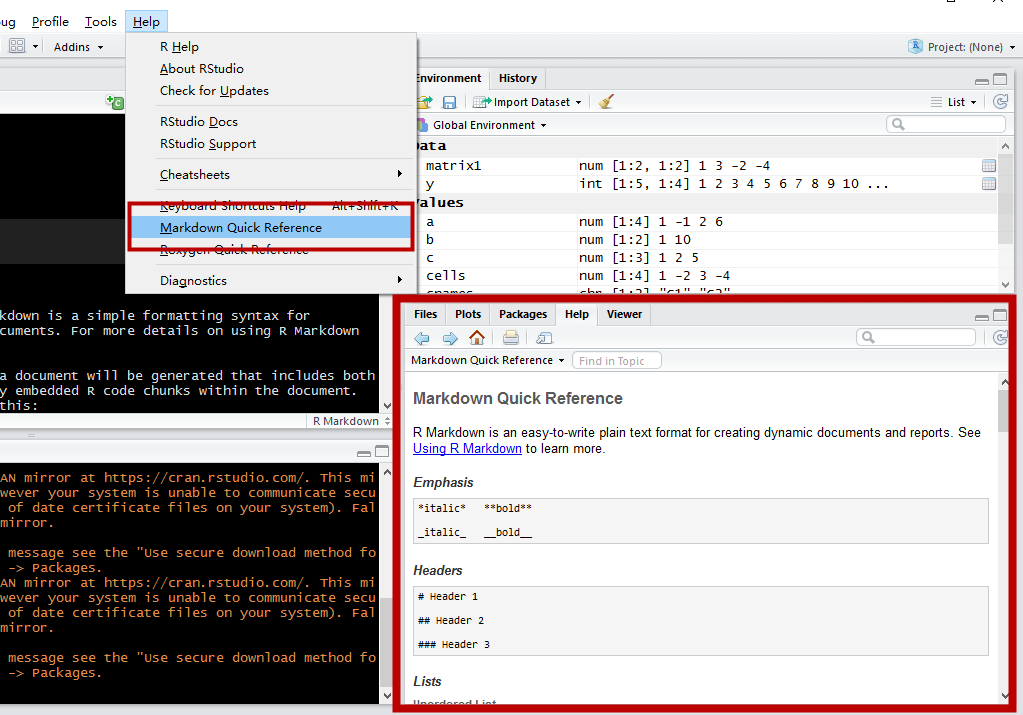 ug Profile Tools Help
Addins
Project: (None)
R Help
About RStudio
Check for Updates
RStudio Docs
RStudio Support
Cheatsheets
Keyboard Shortcuts Help Alt+Shift+K
Markdown Quick Reference
Roxygen Quick Reference
Diagnostics
Environment History
Import Dataset
List
Global Environment
Data
matrix1 num [1:2, 1:2] 1 3 -2 -4
y int [1:5, 1:4] 1 2 3 4 5 6 7 8 9 10 ...
Values
a num [1:4] 1 -1 2 6
b num [1:2] 1 10
c num [1:3] 1 2 5
cells num [1:4] 1 -2 3 -4
cnames chr [1:2] "C1" "C2"
kdown is a simple formatting syntax for
cuments. For more details on using R Markdown
a document will be generated that includes both
y embedded R code chunks within the document.
this:
R Markdown
AN mirror at https://cran.rstudio.com/. This mi
wever your system is unable to communicate secu
of date certificate files on your system). Fal
mirror.
message see the "Use secure download method fo
-> Packages.
AN mirror at https://cran.rstudio.com/. This mi
wever your system is unable to communicate secu
of date certificate files on your system). Fal
mirror.
message see the "Use secure download method fo
-> Packages.
Files Plots Packages Help Viewer
Markdown Quick Reference Find in Topic
Markdown Quick Reference
R Markdown is an easy-to-write plain text format for creating dynamic documents and reports. See
Using R Markdown to learn more.
Emphasis
*italic* **bold**
_italic_ __bold__
Headers
# Header 1
## Header 2
### Header 3
Lists
Unordered List